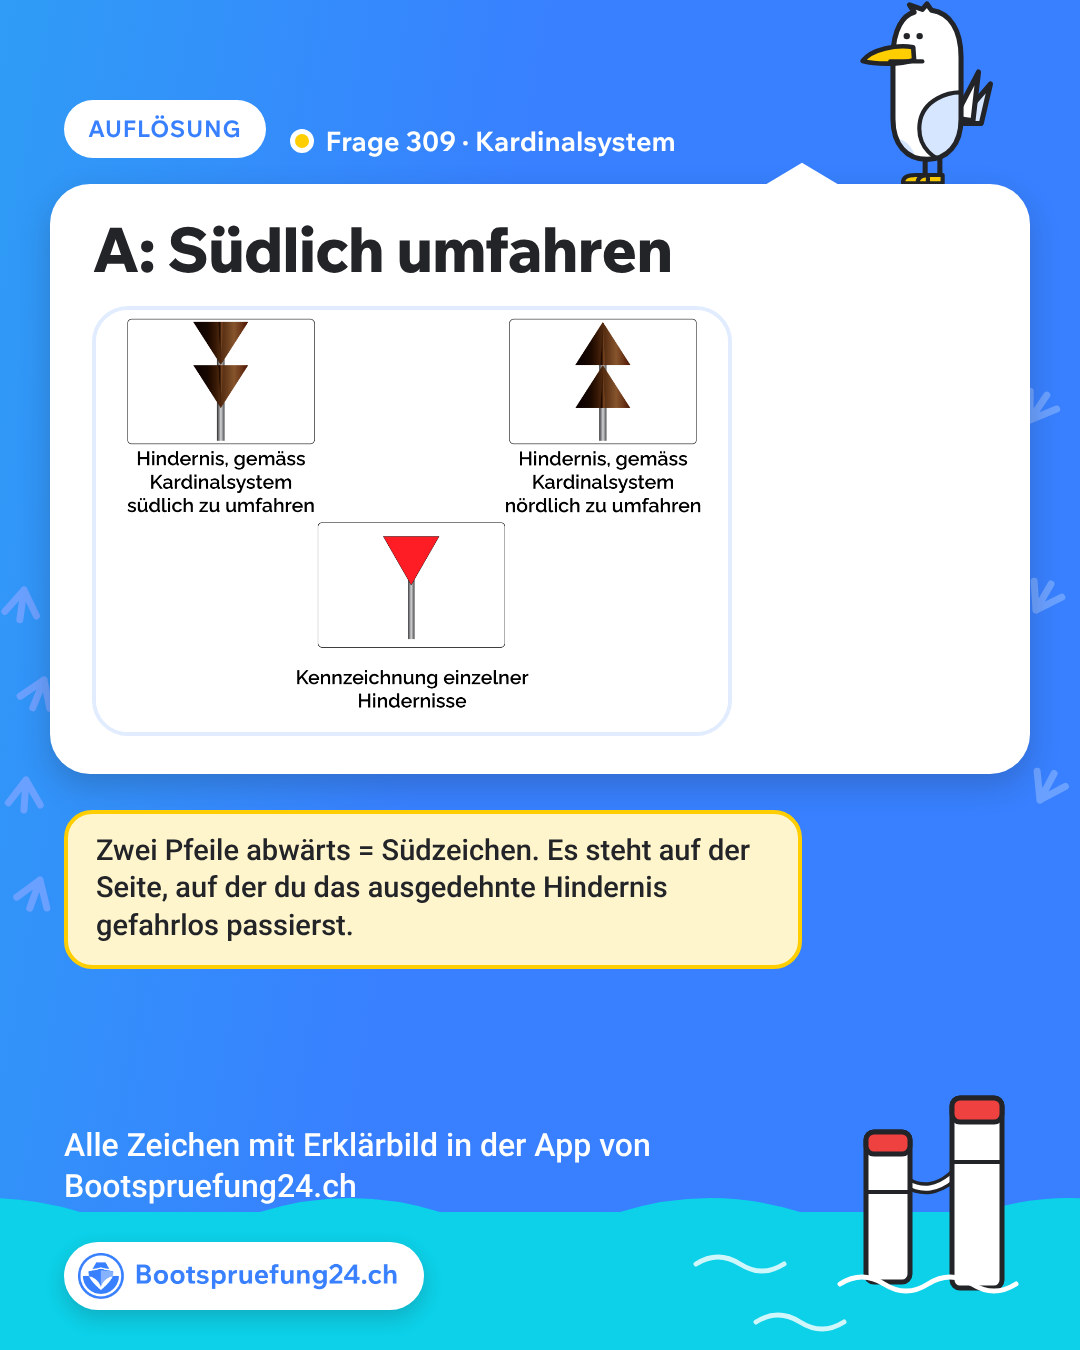 AUFLÖSUNG
Frage 309 · Kardinalsystem
A: Südlich umfahren
Hindernis, gemäss
Kardinalsystem
südlich zu umfahren
Hindernis, gemäss
Kardinalsystem
nördlich zu umfahren
Kennzeichnung einzelner
Hindernisse
Zwei Pfeile abwärts = Südzeichen. Es steht auf der
Seite, auf der du das ausgedehnte Hindernis
gefahrlos passierst.
Alle Zeichen mit Erklärbild in der App von
Bootspruefung24.ch
Bootspruefung24.ch